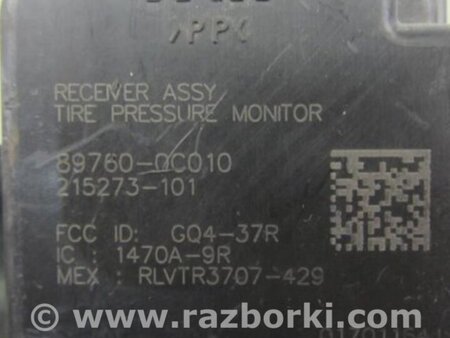 >PP<
RECEIVER ASSY
TIRE PRESSURE MONITOR
89760-0C010
215273-101
FCC ID: GQ4-37R
IC : 1470A-9R
MEX : RLVTR3707-429
www.razborki.com